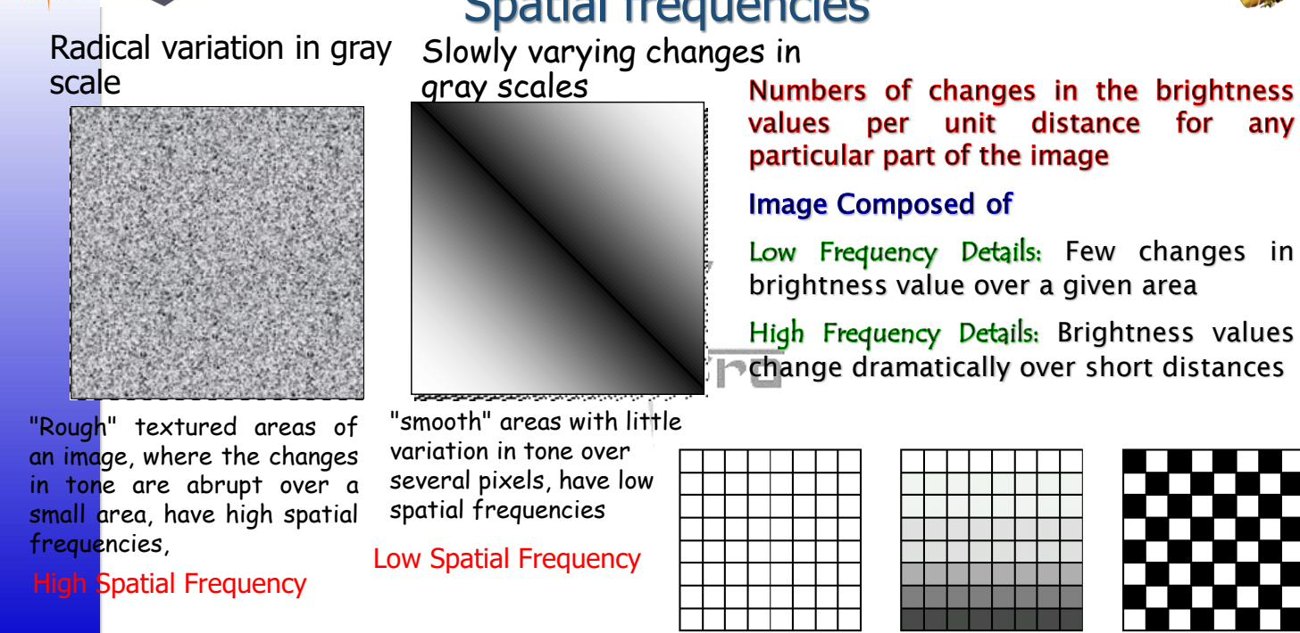 Spatial frequencies
Radical variation in gray
scale
Slowly varying changes in
gray scales
Numbers of changes in the brightness
values per unit distance for any
particular part of the image
Image Composed of
Low Frequency Details: Few changes in
brightness value over a given area
High Frequency Details: Brightness values
change dramatically over short distances
"Rough" textured areas of
an image, where the changes
in tone are abrupt over a
small area, have high spatial
frequencies,
High Spatial Frequency
"smooth" areas with little
variation in tone over
several pixels, have low
spatial frequencies
Low Spatial Frequency